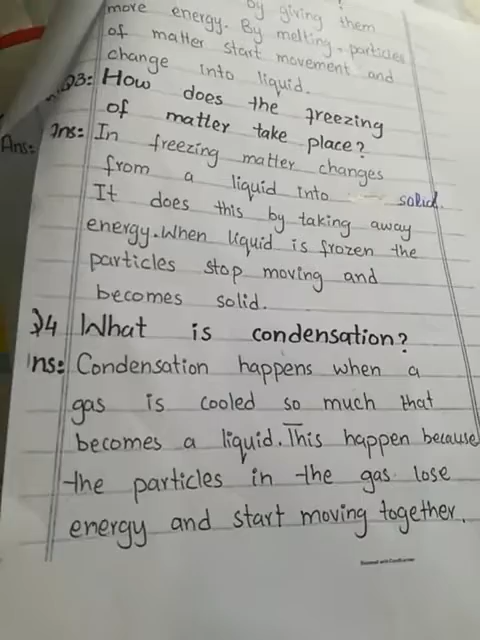 by giving them
more energy. By melting particles
of matter start movement and
change into liquid.
Q3: How does the freezing
of matter take place?
Ans: Ins: In freezing matter changes
from a liquid into solid.
It does this by taking away
energy. When liquid is frozen the
particles stop moving and
becomes solid.
Q4 What is condensation?
ns: Condensation happens when a
gas is cooled so much that
becomes a liquid. This happen because
the particles in the gas lose
energy and start moving together.